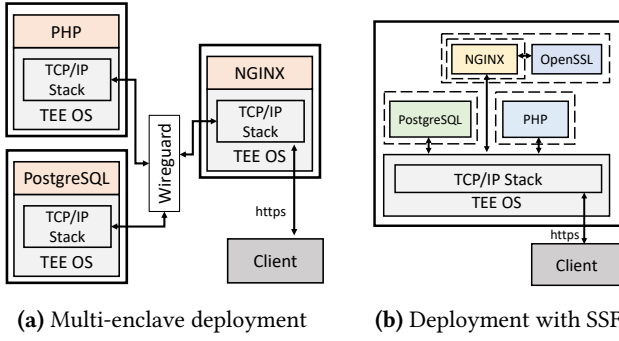 PHP
TCP/IP
Stack
TEE OS
PostgreSQL
TCP/IP
Stack
TEE OS
Wireguard
NGINX
TCP/IP
Stack
TEE OS
https
Client
(a) Multi-enclave deployment
NGINX
OpenSSL
PostgreSQL
PHP
TCP/IP Stack
TEE OS
https
Client
(b) Deployment with SSF